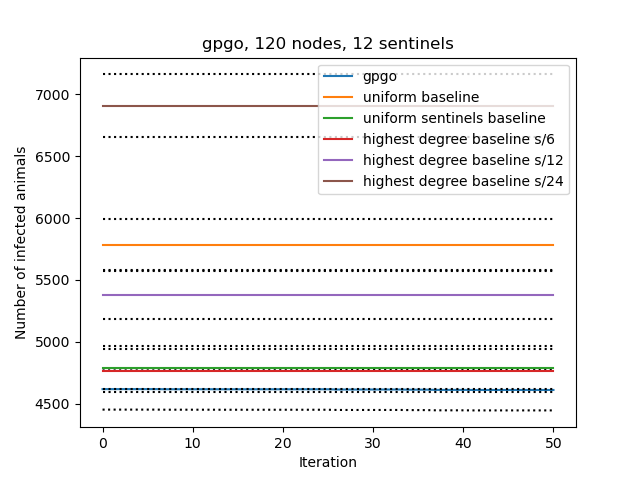 gpgo, 120 nodes, 12 sentinels
Number of infected animals
7000
6500
6000
5500
5000
4500
gpgo
uniform baseline
uniform sentinels baseline
highest degree baseline s/6
highest degree baseline s/12
highest degree baseline s/24
0 10 20 30 40 50
Iteration